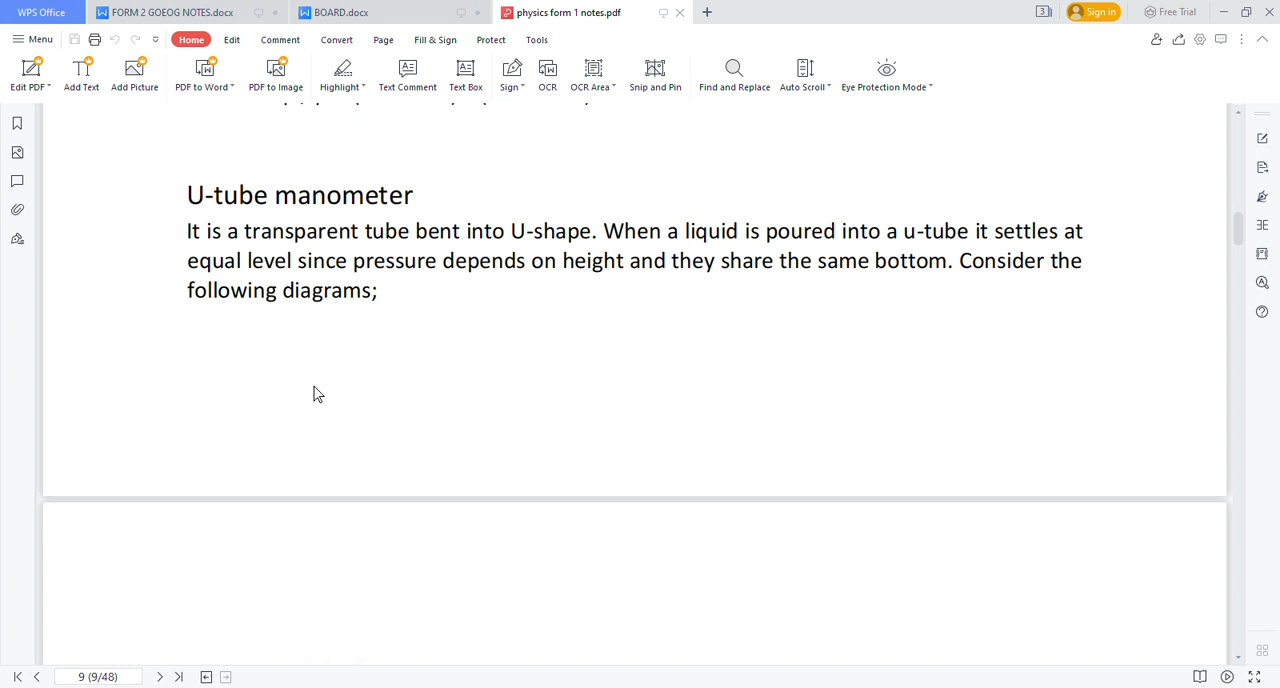 WPS Office
FORM 2 GOEOG NOTES.docx
BOARD.docx
physics form 1 notes.pdf
3
Sign in
Free Trial
Menu
Home
Edit
Comment
Convert
Page
Fill & Sign
Protect
Tools
Edit PDF
Add Text
Add Picture
PDF to Word
PDF to Image
Highlight
Text Comment
Text Box
Sign
OCR
OCR Area
Snip and Pin
Find and Replace
Auto Scroll
Eye Protection Mode
U-tube manometer
It is a transparent tube bent into U-shape. When a liquid is poured into a u-tube it settles at
equal level since pressure depends on height and they share the same bottom. Consider the
following diagrams;
9 (9/48)